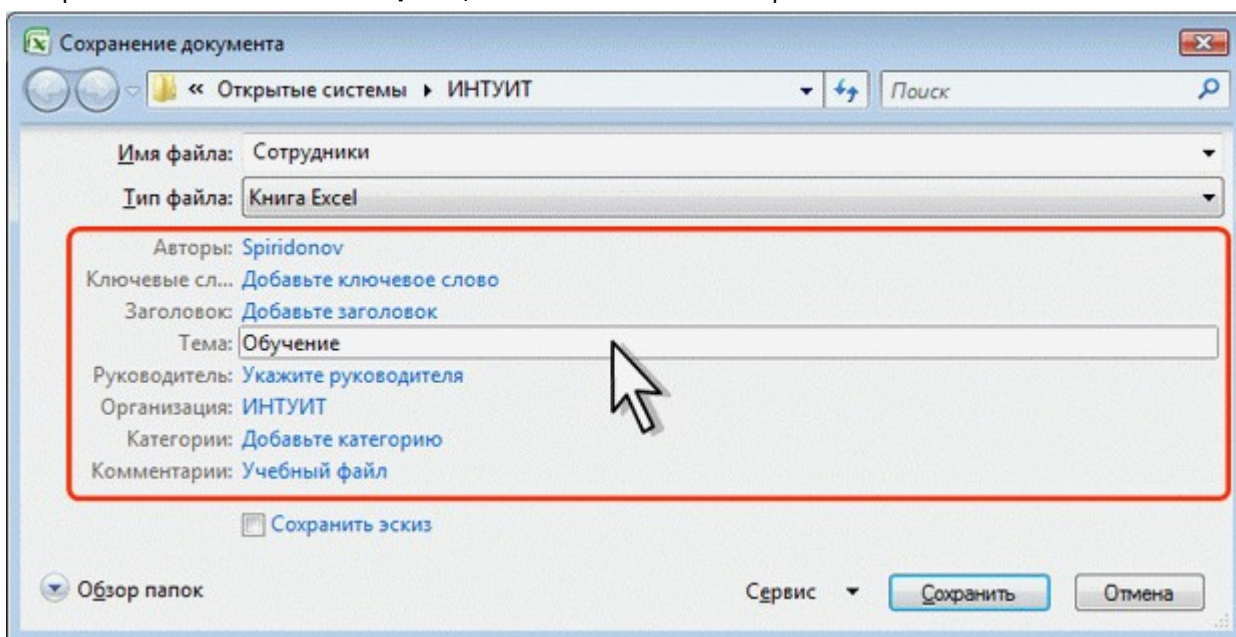 Сохранение документа
« Открытые системы ▸ ИНТУИТ Поиск
Имя файла: Сотрудники
Тип файла: Книга Excel
Авторы: Spiridonov
Ключевые сл... Добавьте ключевое слово
Заголовок: Добавьте заголовок
Тема: Обучение
Руководитель: Укажите руководителя
Организация: ИНТУИТ
Категории: Добавьте категорию
Комментарии: Учебный файл
Сохранить эскиз
Обзор папок Сервис Сохранить Отмена